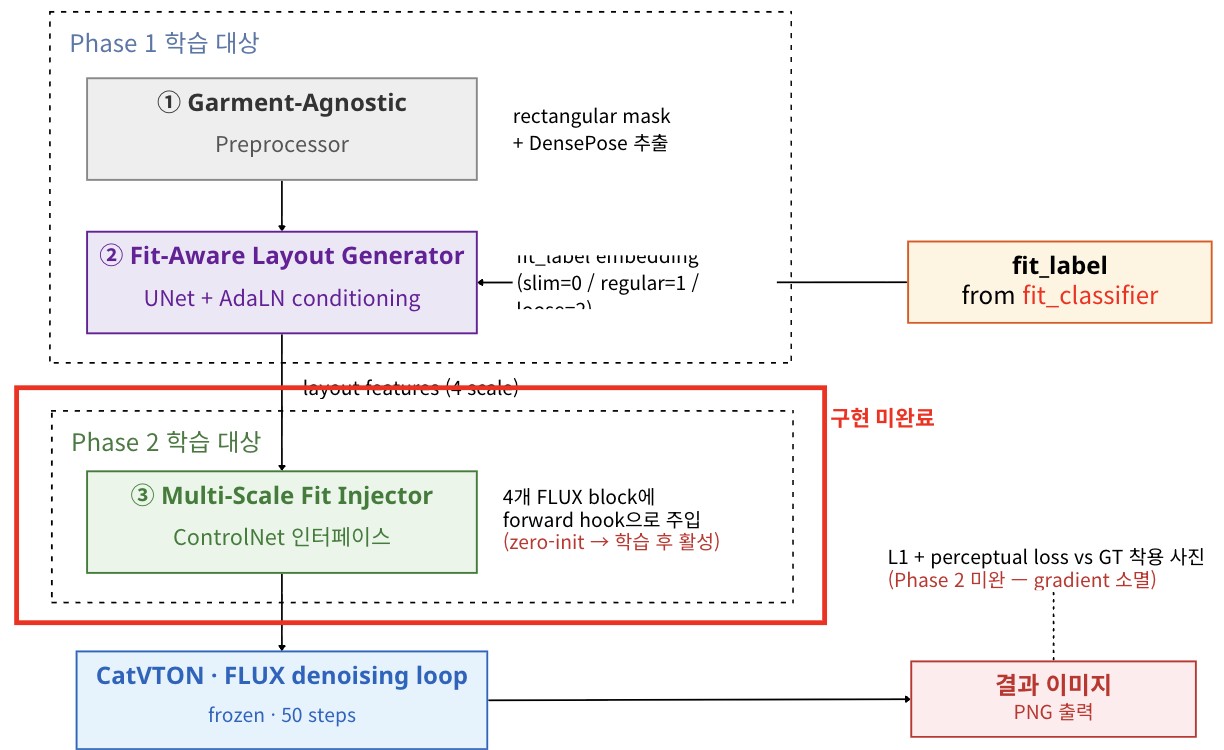 Phase 1 학습 대상
① Garment-Agnostic
Preprocessor
rectangular mask
+ DensePose 추출
② Fit-Aware Layout Generator
UNet + AdaLN conditioning
fit_label embedding
(slim=0 / regular=1 /
loose=2)
fit_label
from fit_classifier
layout features (4 scale)
구현 미완료
Phase 2 학습 대상
③ Multi-Scale Fit Injector
ControlNet 인터페이스
4개 FLUX block에
forward hook으로 주입
(zero-init → 학습 후 활성)
L1 + perceptual loss vs GT 착용 사진
(Phase 2 미완 — gradient 소멸)
CatVTON · FLUX denoising loop
frozen · 50 steps
결과 이미지
PNG 출력